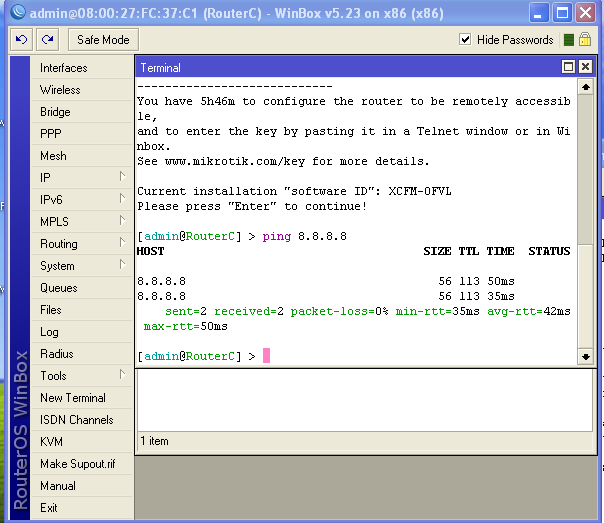 admin@08:00:27:FC:37:C1 (RouterC) - WinBox v5.23 on x86 (x86)
Safe Mode
Hide Passwords
RouterOS WinBox
Interfaces
Wireless
Bridge
PPP
Mesh
IP
IPv6
MPLS
Routing
System
Queues
Files
Log
Radius
Tools
New Terminal
ISDN Channels
KVM
Make Supout.rif
Manual
Exit
Terminal
----------------------------
You have 5h46m to configure the router to be remotely accessib
le,
and to enter the key by pasting it in a Telnet window or in Wi
nbox.
See www.mikrotik.com/key for more details.
Current installation "software ID": XCFM-0FVL
Please press "Enter" to continue!
[admin@RouterC] > ping 8.8.8.8
HOST SIZE TTL TIME STATUS
8.8.8.8 56 113 50ms
8.8.8.8 56 113 35ms
sent=2 received=2 packet-loss=0% min-rtt=35ms avg-rtt=42ms
max-rtt=50ms
[admin@RouterC] >
1 item